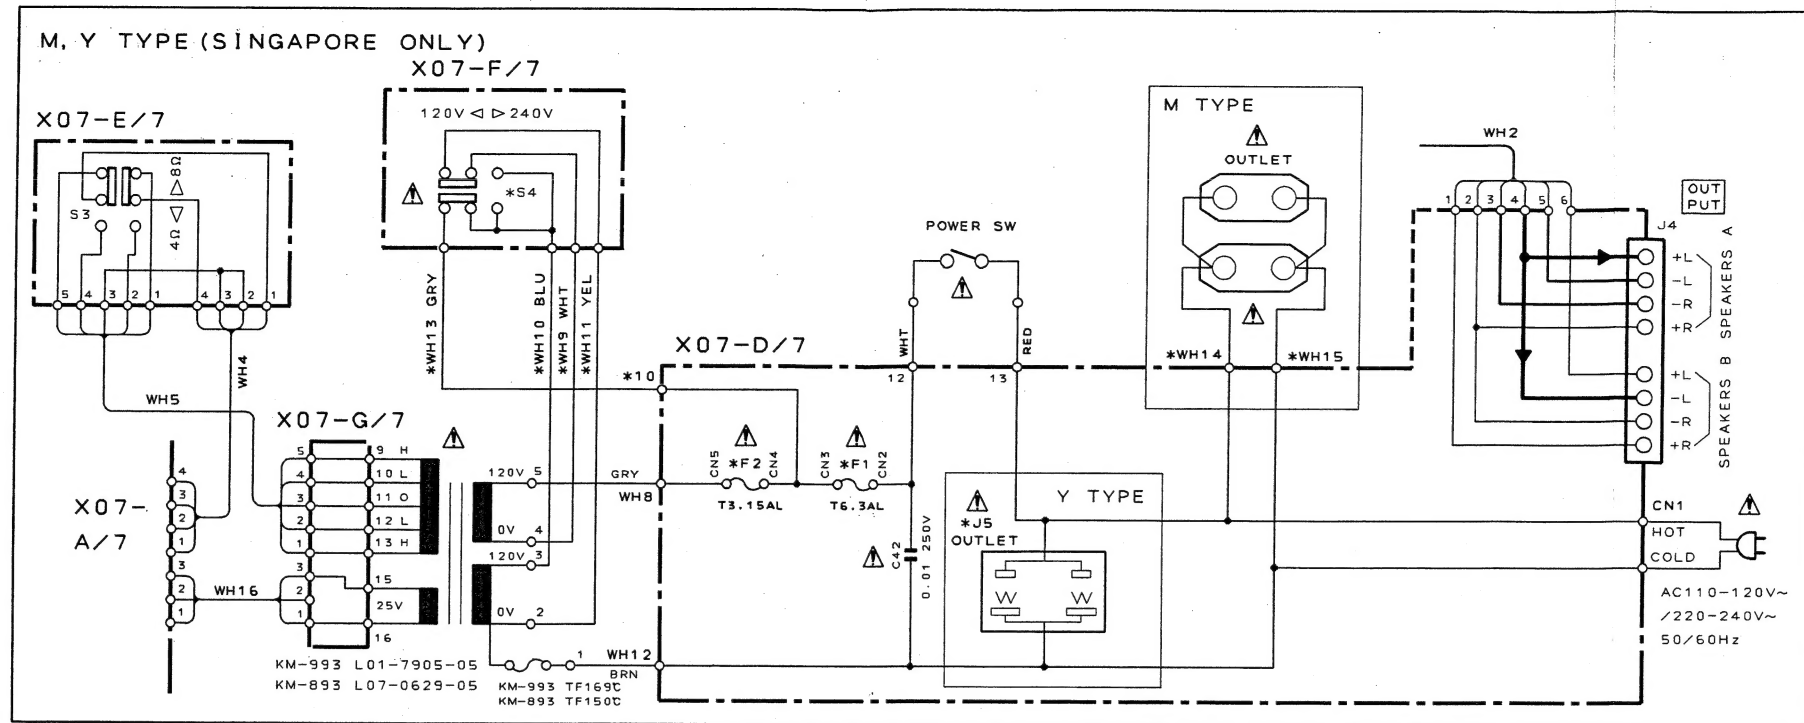 M, Y TYPE (SINGAPORE ONLY)
X07-F/7
120V ◁ ▷ 240V
*S4
X07-E/7
S3
4Ω ◁ ▷ 8Ω
5 4 3 2 1 4 3 2 1
WH4
WH5
*WH13 GRY
*WH10 BLU
*WH9 WHT
*WH11 YEL
X07-G/7
5 9 H
4 10 L
3 11 O
2 12 L
1 13 H
3 15
2 25V
1 16
X07-
A/7
4
3
2
1
3
2
1
WH16
120V 5
0V 4
120V 3
0V 2
1
KM-993 L01-7905-05
KM-893 L07-0629-05
KM-993 TF169℃
KM-893 TF150℃
X07-D/7
*10
GRY
WH8
WH12
BRN
CN5
*F2
CN4
T3.15AL
CN3
*F1
CN2
T6.3AL
POWER SW
WHT
RED
12
13
C42
0.01 250V
M TYPE
OUTLET
*WH14
*WH15
Y TYPE
*J5
OUTLET
WH2
1 2 3 4 5 6
OUT
PUT
J4
+L
-L
-R
+R
SPEAKERS A
+L
-L
-R
+R
SPEAKERS B
CN1
HOT
COLD
AC110-120V~
/220-240V~
50/60Hz